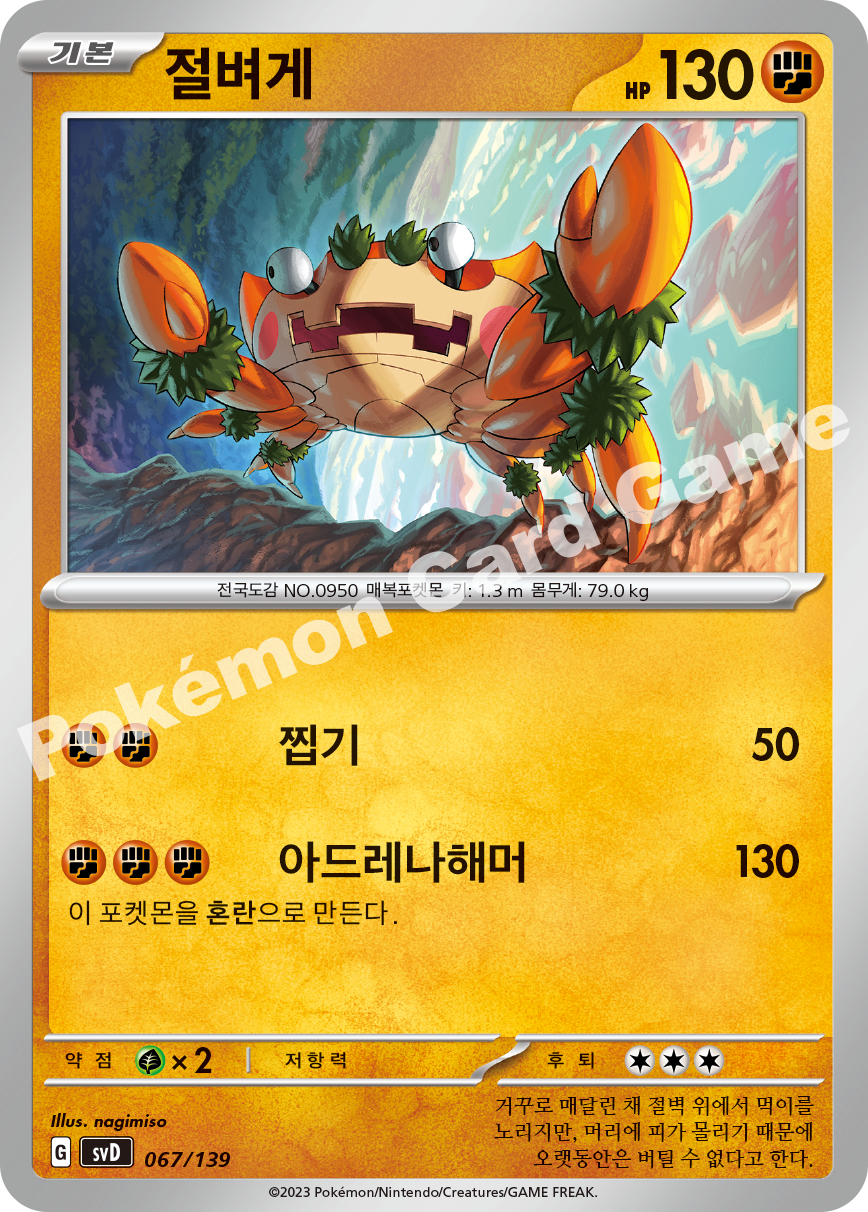 기본
절벼게
HP 130
전국도감 NO.0950 매복포켓몬 키: 1.3 m 몸무게: 79.0 kg
Pokémon Card Game
찝기 50
아드레나해머 130
이 포켓몬을 혼란으로 만든다.
약점 ×2 저항력 후퇴
Illus. nagimiso
거꾸로 매달린 채 절벽 위에서 먹이를
노리지만, 머리에 피가 몰리기 때문에
오랫동안은 버틸 수 없다고 한다.
G svD 067/139
©2023 Pokémon/Nintendo/Creatures/GAME FREAK.